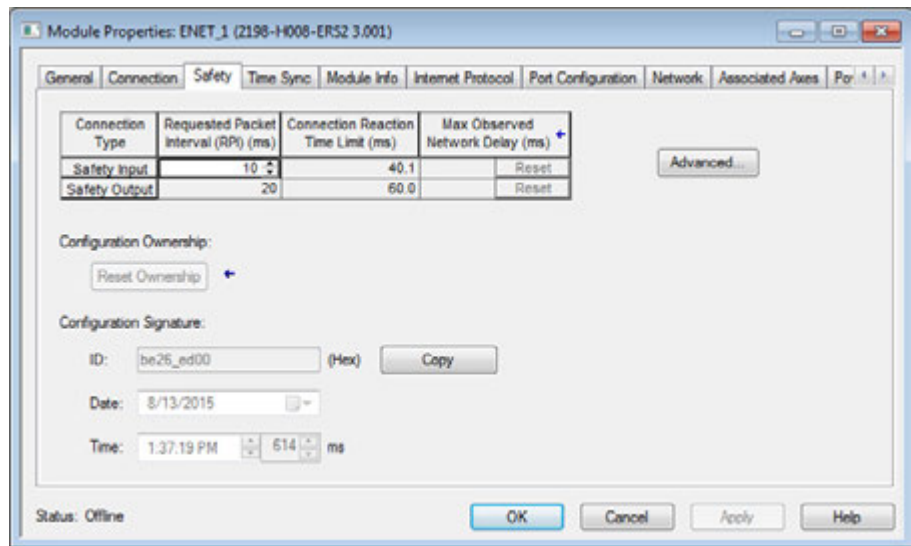 Module Properties: ENET_1 (2198-H008-ERS2 3.001)
General Connection Safety Time Sync Module Info Internet Protocol Port Configuration Network Associated Axes Po
Connection Type Requested Packet Interval (RPI) (ms) Connection Reaction Time Limit (ms) Max Observed Network Delay (ms)
Safety Input 10 40.1 Reset
Safety Output 20 60.0 Reset
Advanced...
Configuration Ownership:
Reset Ownership
Configuration Signature:
ID: be26_ed00 (Hex) Copy
Date: 8/13/2015
Time: 1:37.19 PM 614 ms
Status: Offline OK Cancel Apply Help